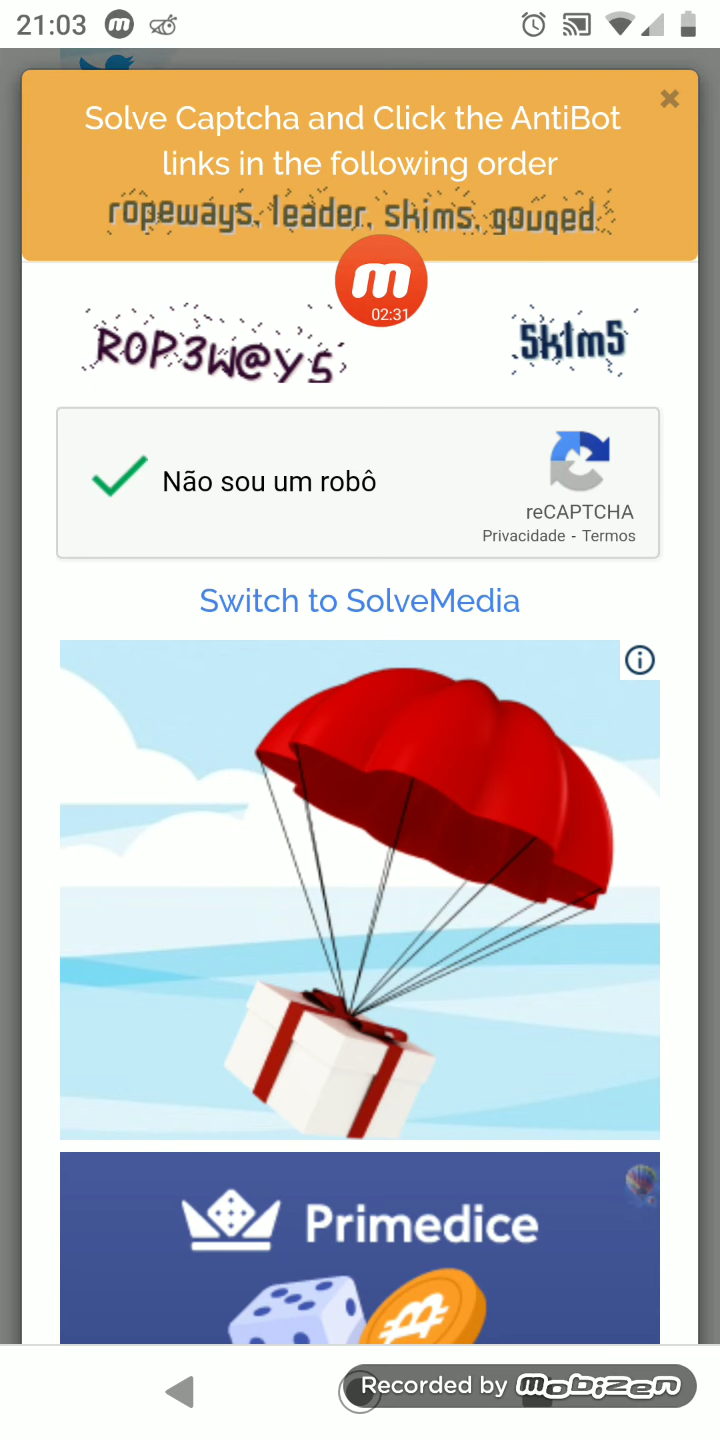 21:03
Solve Captcha and Click the AntiBot
links in the following order
ropeways, leader, skims, gouged
m
02:31
R0P3W@Y5
5k1m5
Não sou um robô
reCAPTCHA
Privacidade - Termos
Switch to SolveMedia
Primedice
Recorded by mobizen